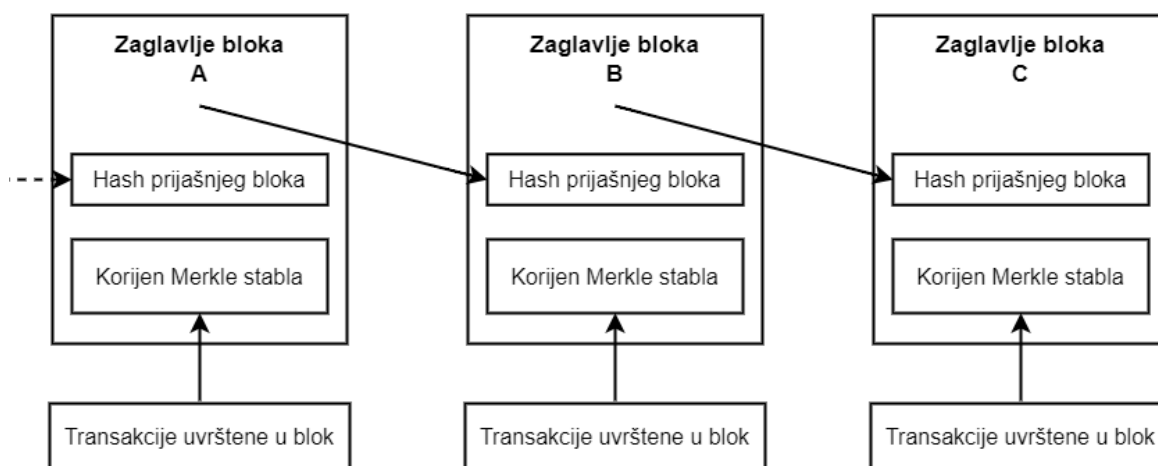 Zaglavlje bloka
A
Zaglavlje bloka
B
Zaglavlje bloka
C
Hash prijašnjeg bloka
Hash prijašnjeg bloka
Hash prijašnjeg bloka
Korijen Merkle stabla
Korijen Merkle stabla
Korijen Merkle stabla
Transakcije uvrštene u blok
Transakcije uvrštene u blok
Transakcije uvrštene u blok